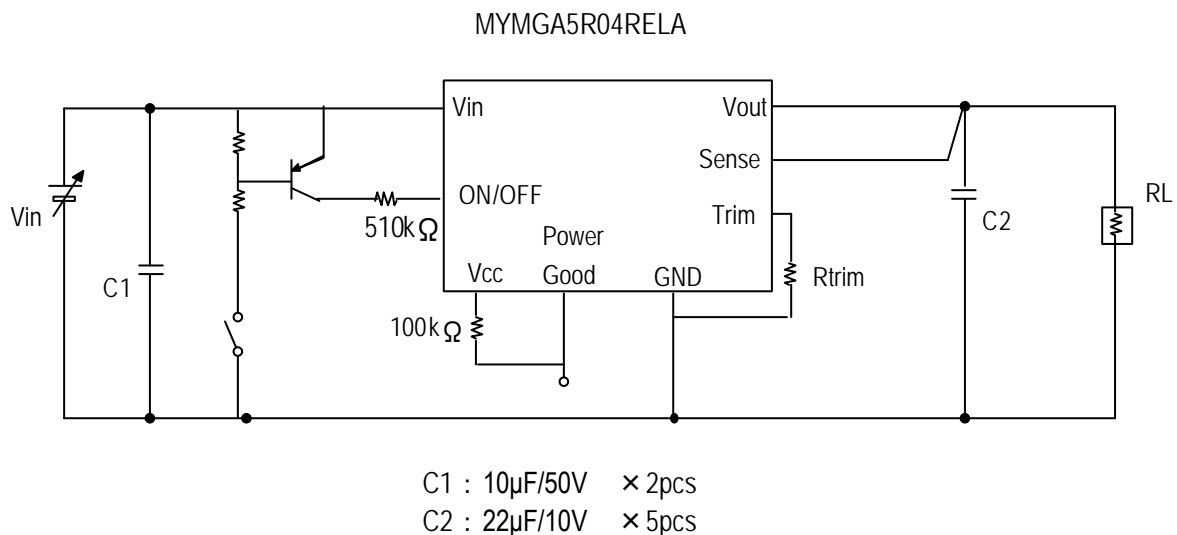 MYMGA5R04RELA
Vin
Vout
Sense
ON/OFF
510kΩ
Trim
Power
Good
Vcc
GND
Vin
C1
100kΩ
Rtrim
C2
RL
C1 : 10µF/50V × 2pcs
C2 : 22µF/10V × 5pcs